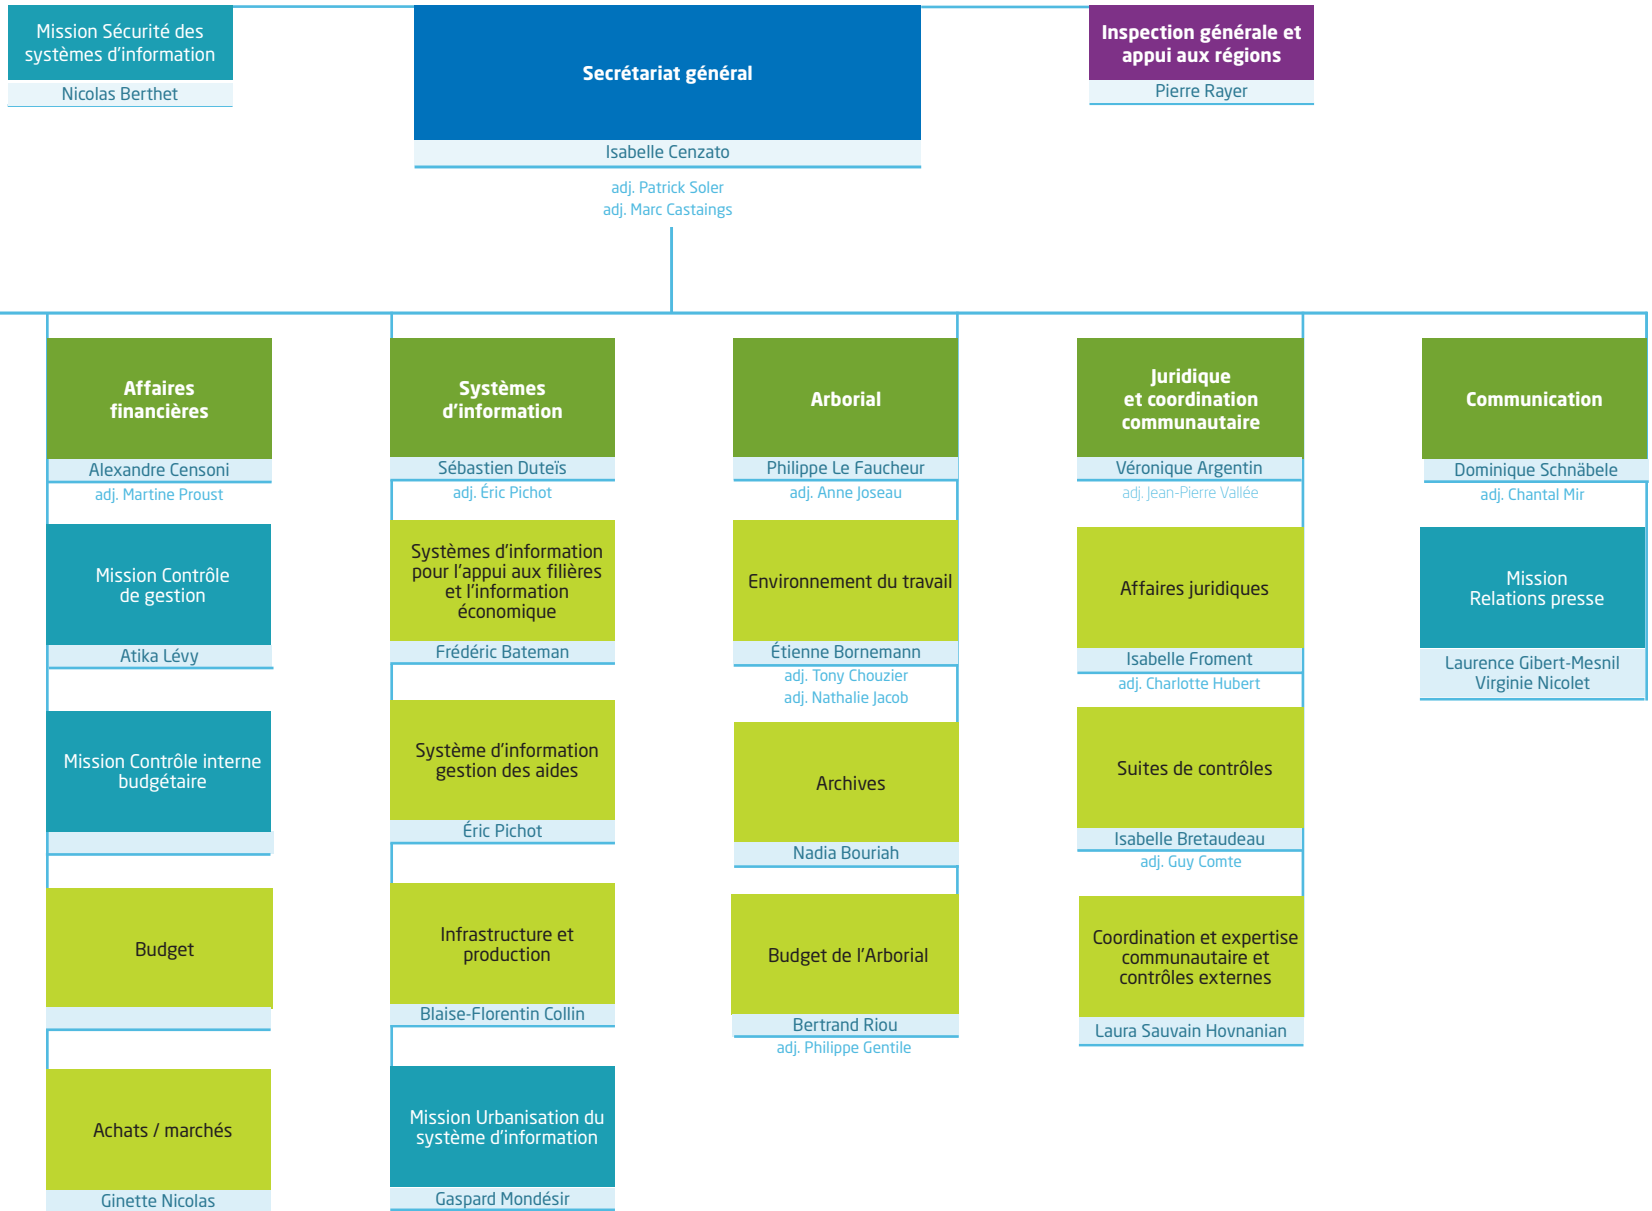 Mission Sécurité des
systèmes d'information
Nicolas Berthet
Secrétariat général
Isabelle Cenzato
adj. Patrick Soler
adj. Marc Castaings
Inspection générale et
appui aux régions
Pierre Rayer
Affaires
financières
Alexandre Censoni
adj. Martine Proust
Mission Contrôle
de gestion
Atika Lévy
Mission Contrôle interne
budgétaire
Budget
Achats / marchés
Ginette Nicolas
Systèmes
d'information
Sébastien Duteïs
adj. Éric Pichot
Systèmes d'information
pour l'appui aux filières
et l'information
économique
Frédéric Bateman
Système d'information
gestion des aides
Éric Pichot
Infrastructure et
production
Blaise-Florentin Collin
Mission Urbanisation du
système d'information
Gaspard Mondésir
Arborial
Philippe Le Faucheur
adj. Anne Joseau
Environnement du travail
Étienne Bornemann
adj. Tony Chouzier
adj. Nathalie Jacob
Archives
Nadia Bouriah
Budget de l'Arborial
Bertrand Riou
adj. Philippe Gentile
Juridique
et coordination
communautaire
Véronique Argentin
adj. Jean-Pierre Vallée
Affaires juridiques
Isabelle Froment
adj. Charlotte Hubert
Suites de contrôles
Isabelle Bretaudeau
adj. Guy Comte
Coordination et expertise
communautaire et
contrôles externes
Laura Sauvain Hovnanian
Communication
Dominique Schnäbele
adj. Chantal Mir
Mission
Relations presse
Laurence Gibert-Mesnil
Virginie Nicolet